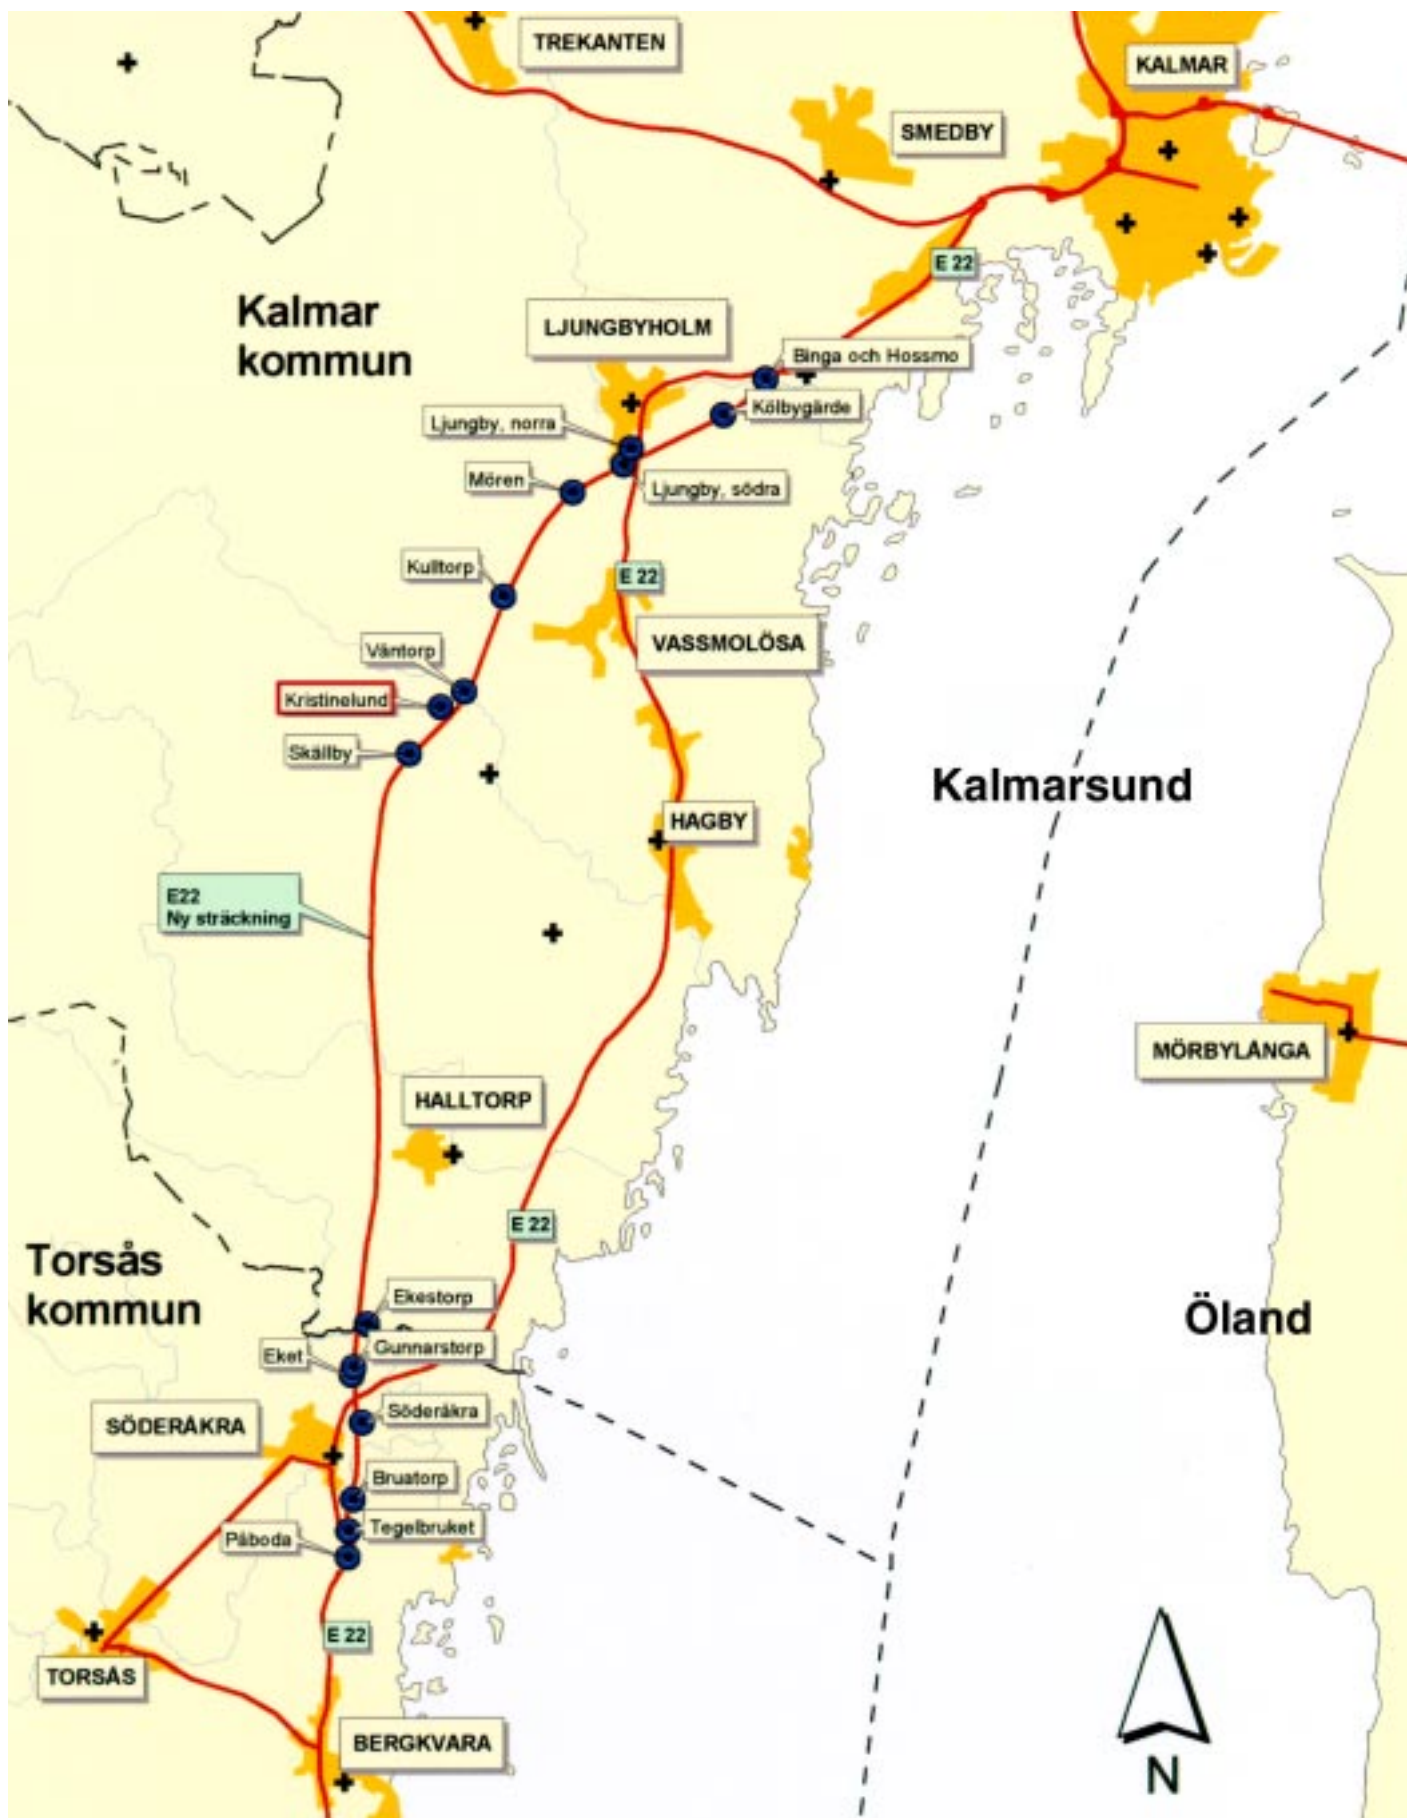 TREKANTEN
KALMAR
SMEDBY
E 22
Kalmar
kommun
LJUNGBYHOLM
Binga och Hossmo
Kölbygärde
Ljungby, norra
Mören
Ljungby, södra
Kulltorp
E 22
VASSMOLÖSA
Våntorp
Kristinelund
Skällby
Kalmarsund
HAGBY
E22
Ny sträckning
MÖRBYLÅNGA
HALLTORP
E 22
Torsås
kommun
Ekestorp
Öland
Gunnarstorp
Eket
Söderåkra
SÖDERÅKRA
Bruatorp
Tegelbruket
Påboda
E 22
TORSÅS
BERGKVARA
N